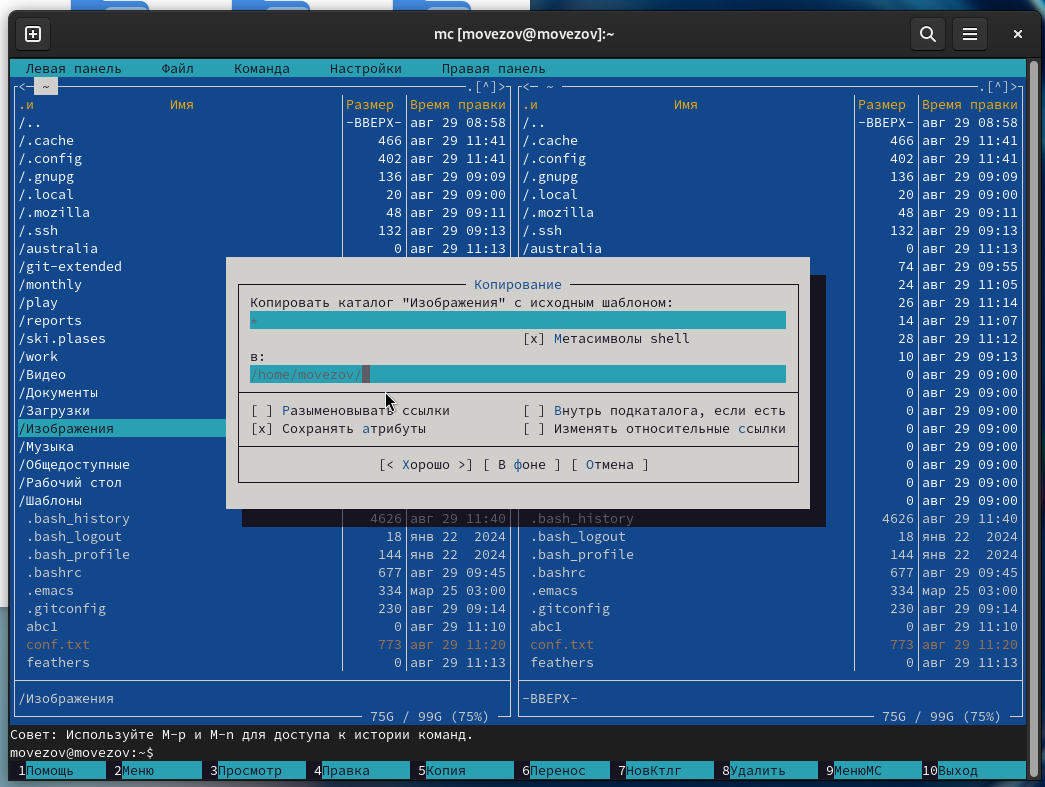 mc [movezov@movezov]:~
Левая панель Файл Команда Настройки Правая панель
<─ ~ .[^]> <─ ~ .[^]>
.и Имя Размер Время правки .и Имя Размер Время правки
/.. -ВВЕРХ- авг 29 08:58 /.. -ВВЕРХ- авг 29 08:58
/.cache 466 авг 29 11:41 /.cache 466 авг 29 11:41
/.config 402 авг 29 11:41 /.config 402 авг 29 11:41
/.gnupg 136 авг 29 09:09 /.gnupg 136 авг 29 09:09
/.local 20 авг 29 09:00 /.local 20 авг 29 09:00
/.mozilla 48 авг 29 09:11 /.mozilla 48 авг 29 09:11
/.ssh 132 авг 29 09:13 /.ssh 132 авг 29 09:13
/australia 0 авг 29 11:13 /australia 0 авг 29 11:13
/git-extended 74 авг 29 09:55
/monthly 24 авг 29 11:05
/play 26 авг 29 11:14
/reports 14 авг 29 11:07
/ski.plases 28 авг 29 11:12
/work 10 авг 29 09:13
/Видео 0 авг 29 09:00
/Документы 0 авг 29 09:00
/Загрузки 0 авг 29 09:00
/Изображения 0 авг 29 09:00
/Музыка 0 авг 29 09:00
/Общедоступные 0 авг 29 09:00
/Рабочий стол 0 авг 29 09:00
/Шаблоны 0 авг 29 09:00
Копирование
Копировать каталог "Изображения" с исходным шаблоном:
*
[x] Метасимволы shell
в:
/home/movezov/
[ ] Разыменовывать ссылки [ ] Внутрь подкаталога, если есть
[x] Сохранять атрибуты [ ] Изменять относительные ссылки
[< Хорошо >] [ В фоне ] [ Отмена ]
.bash_history 4626 авг 29 11:40 .bash_history 4626 авг 29 11:40
.bash_logout 18 янв 22 2024 .bash_logout 18 янв 22 2024
.bash_profile 144 янв 22 2024 .bash_profile 144 янв 22 2024
.bashrc 677 авг 29 09:45 .bashrc 677 авг 29 09:45
.emacs 334 мар 25 03:00 .emacs 334 мар 25 03:00
.gitconfig 230 авг 29 09:14 .gitconfig 230 авг 29 09:14
abc1 0 авг 29 11:10 abc1 0 авг 29 11:10
conf.txt 773 авг 29 11:20 conf.txt 773 авг 29 11:20
feathers 0 авг 29 11:13 feathers 0 авг 29 11:13
/Изображения -ВВЕРХ-
75G / 99G (75%) 75G / 99G (75%)
Совет: Используйте M-p и M-n для доступа к истории команд.
movezov@movezov:~$
1Помощь 2Меню 3Просмотр 4Правка 5Копия 6Перенос 7НовКтлг 8Удалить 9МенюMC 10Выход